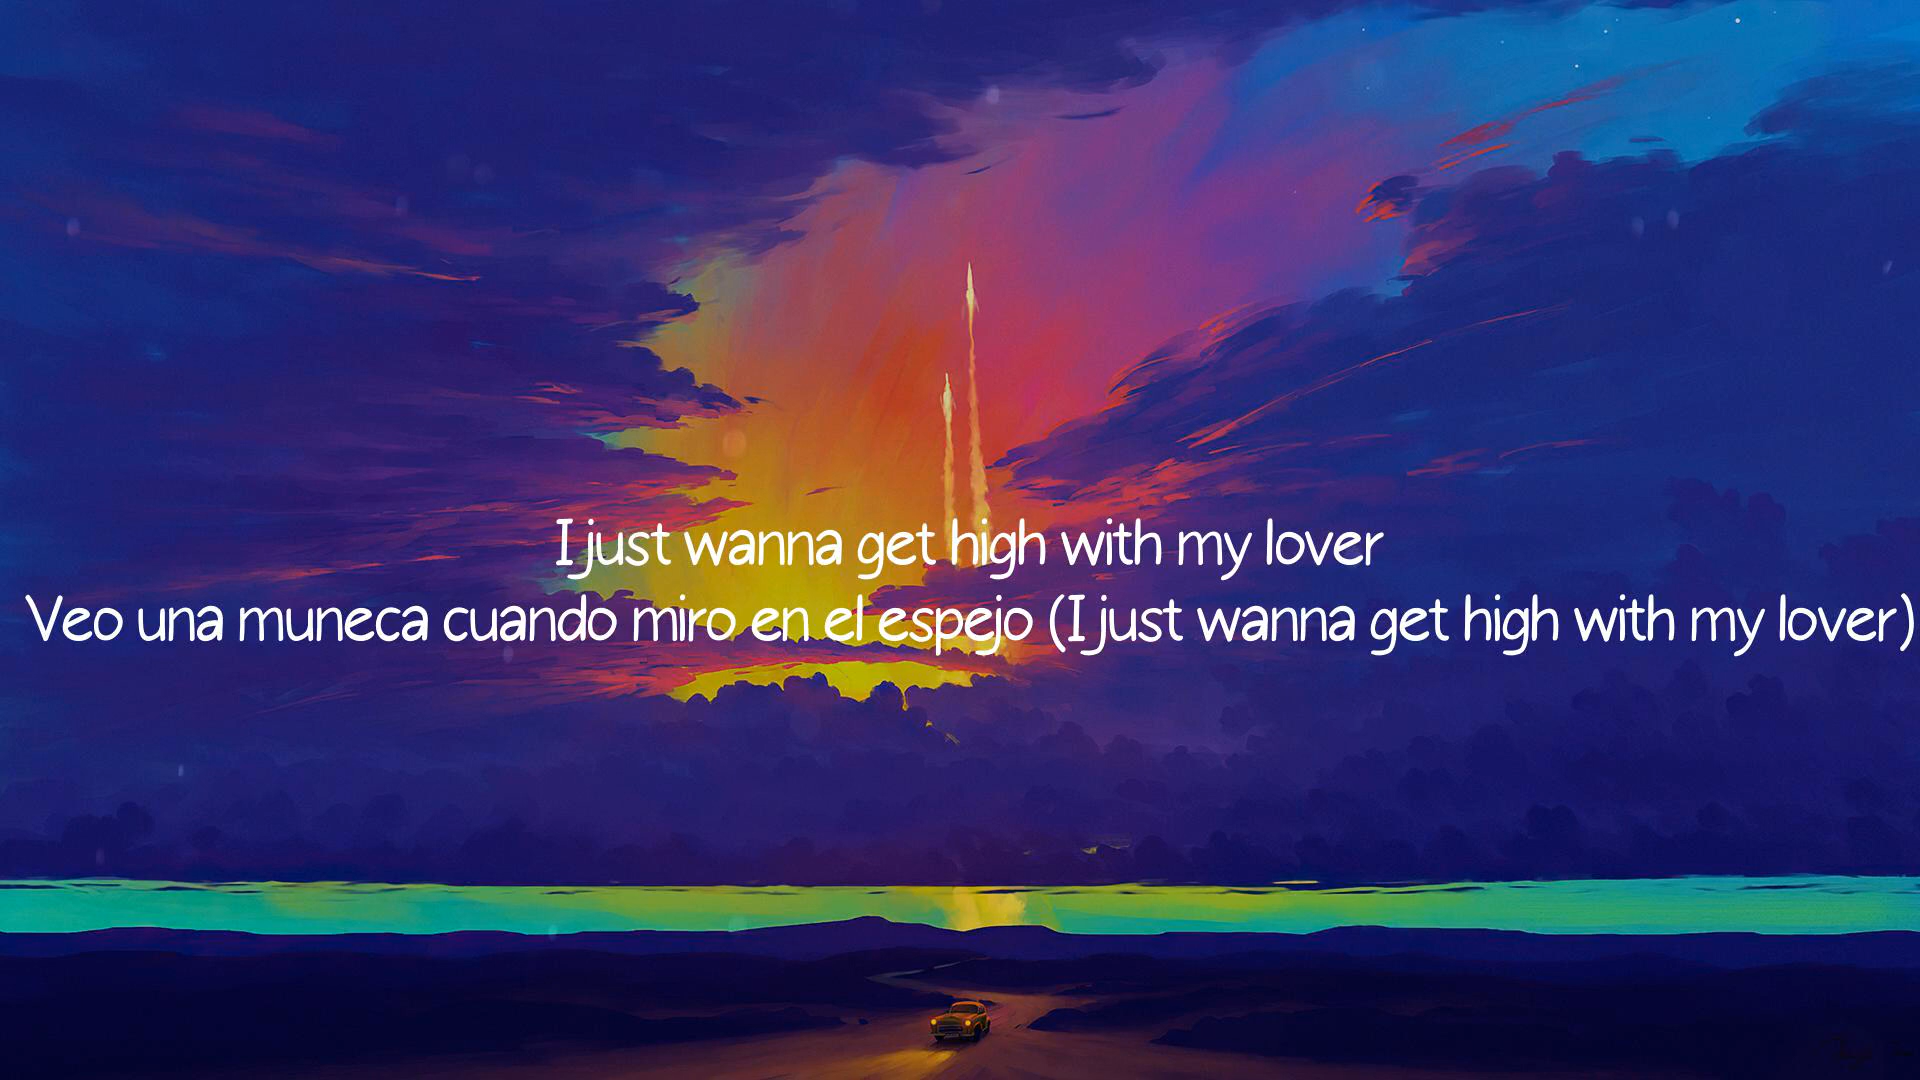 I just wanna get high with my lover
Veo una muneca cuando miro en el espejo (I just wanna get high with my lover)